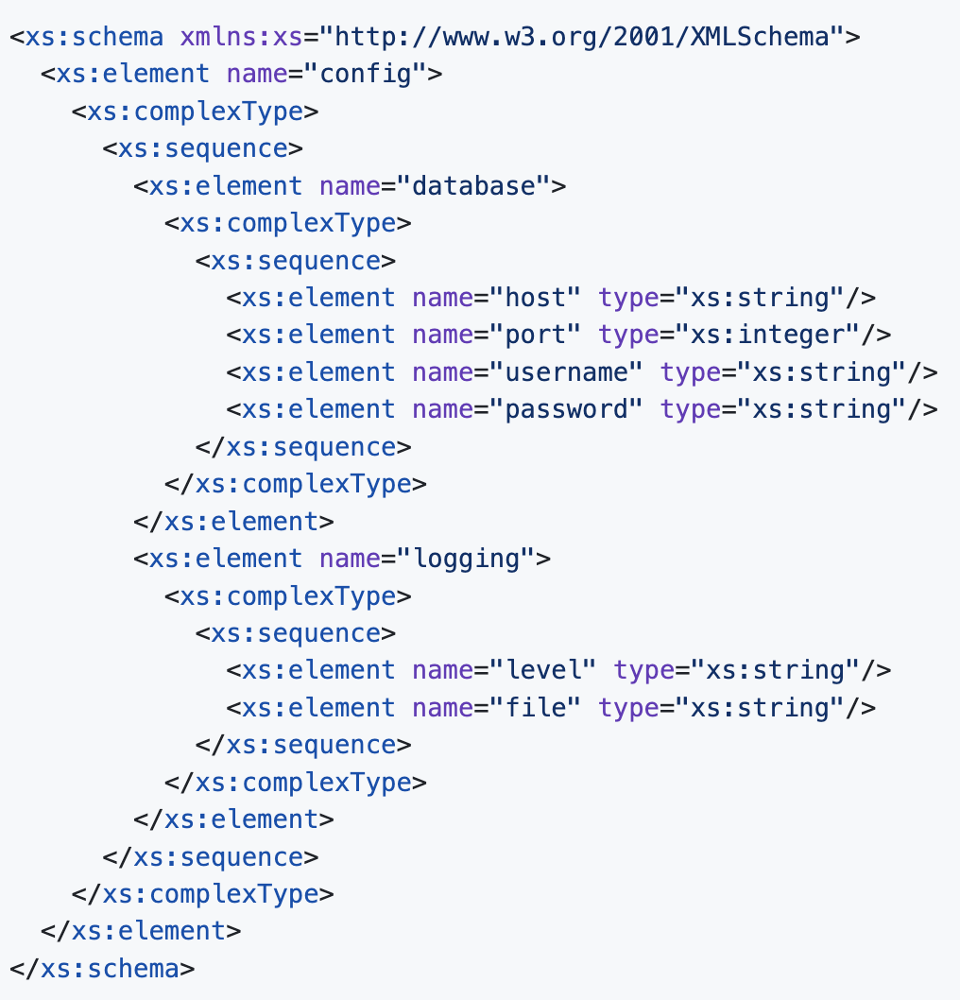 <xs:schema xmlns:xs="http://www.w3.org/2001/XMLSchema">
  <xs:element name="config">
    <xs:complexType>
      <xs:sequence>
        <xs:element name="database">
          <xs:complexType>
            <xs:sequence>
              <xs:element name="host" type="xs:string"/>
              <xs:element name="port" type="xs:integer"/>
              <xs:element name="username" type="xs:string"/>
              <xs:element name="password" type="xs:string"/>
            </xs:sequence>
          </xs:complexType>
        </xs:element>
        <xs:element name="logging">
          <xs:complexType>
            <xs:sequence>
              <xs:element name="level" type="xs:string"/>
              <xs:element name="file" type="xs:string"/>
            </xs:sequence>
          </xs:complexType>
        </xs:element>
      </xs:sequence>
    </xs:complexType>
  </xs:element>
</xs:schema>